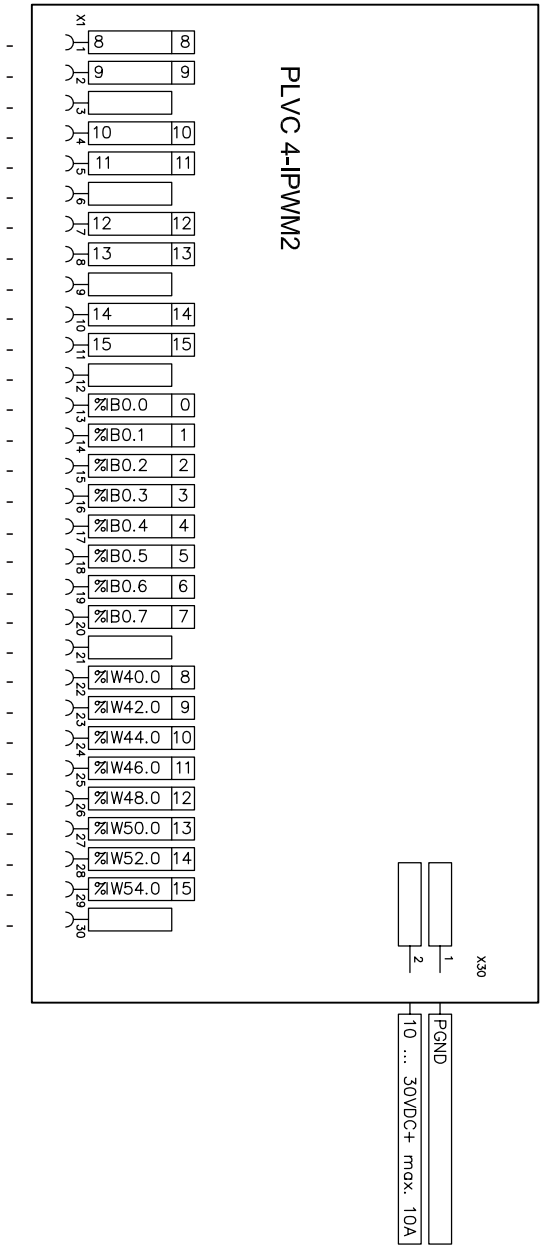 PLVC 4-IPWM2
X1
1 8 8
2 9 9
3
4 10 10
5 11 11
6
7 12 12
8 13 13
9
10 14 14
11 15 15
12
13 %IB0.0 0
14 %IB0.1 1
15 %IB0.2 2
16 %IB0.3 3
17 %IB0.4 4
18 %IB0.5 5
19 %IB0.6 6
20 %IB0.7 7
21
22 %IW40.0 8
23 %IW42.0 9
24 %IW44.0 10
25 %IW46.0 11
26 %IW48.0 12
27 %IW50.0 13
28 %IW52.0 14
29 %IW54.0 15
30
X30
1 PGND
2 10 ... 30VDC+ max. 10A